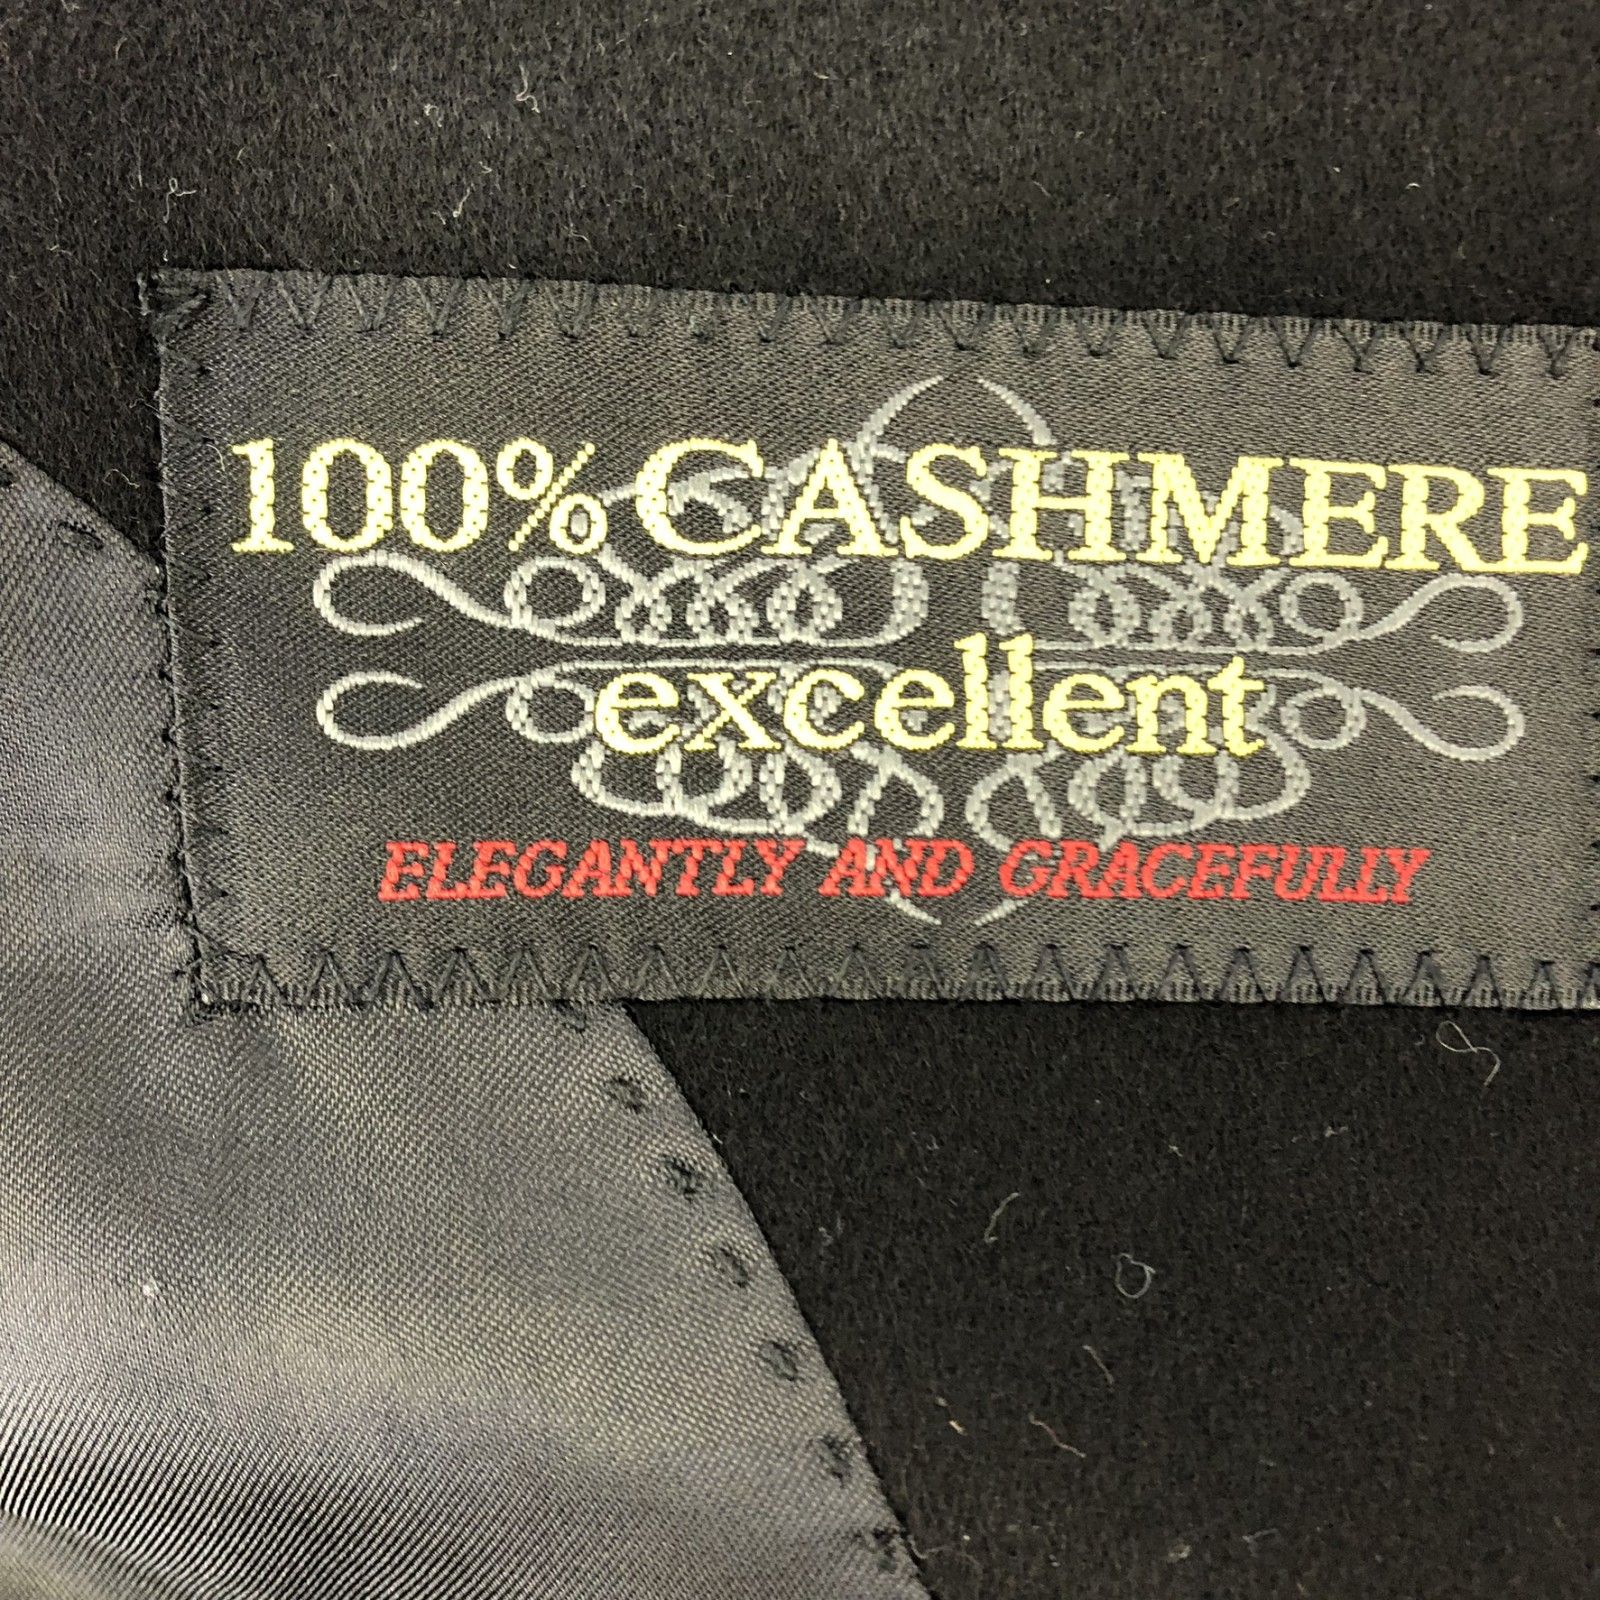 100% CASHMERE
excellent
ELEGANTLY AND GRACEFULLY